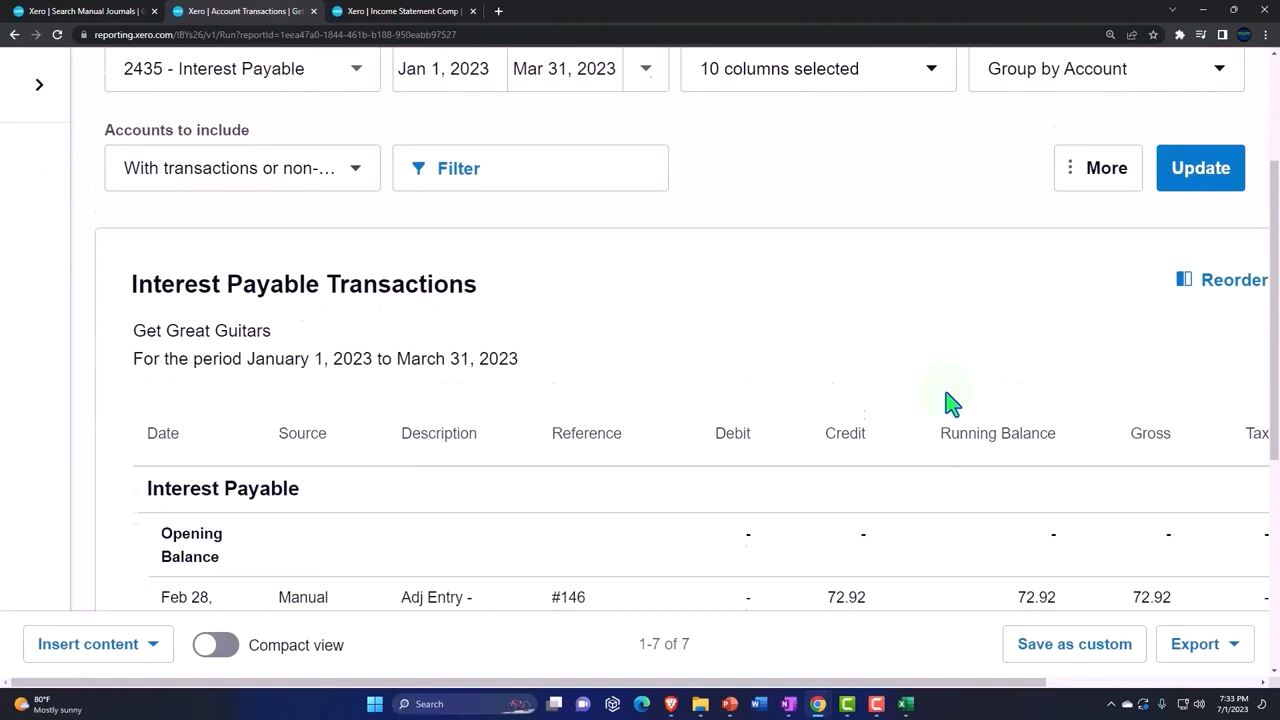 Xero | Search Manual Journals | G
Xero | Account Transactions | Get
Xero | Income Statement Comp
reporting.xero.com/IBYs26/v1/Run?reportId=1eea47a0-1844-461b-b188-950eabb97527
2435 - Interest Payable Jan 1, 2023 Mar 31, 2023 10 columns selected Group by Account
Accounts to include
With transactions or non-... Filter More Update
Interest Payable Transactions
Reorder
Get Great Guitars
For the period January 1, 2023 to March 31, 2023
Date Source Description Reference Debit Credit Running Balance Gross Tax
Interest Payable
Opening - - - - -
Balance
Feb 28, Manual Adj Entry - #146 - 72.92 72.92 72.92 -
Insert content Compact view 1-7 of 7 Save as custom Export
80°F
Mostly sunny
Search
7:33 PM
7/1/2023